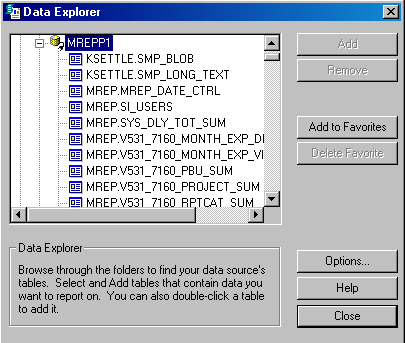 Data Explorer
MREPP1
KSETTLE.SMP_BLOB
KSETTLE.SMP_LONG_TEXT
MREP.MREP_DATE_CTRL
MREP.SI_USERS
MREP.SYS_DLY_TOT_SUM
MREP.V531_7160_MONTH_EXP_DI
MREP.V531_7160_MONTH_EXP_VI
MREP.V531_7160_PBU_SUM
MREP.V531_7160_PROJECT_SUM
MREP.V531_7160_RPTCAT_SUM
Add
Remove
Add to Favorites
Delete Favorite
Data Explorer
Browse through the folders to find your data source's
tables. Select and Add tables that contain data you
want to report on. You can also double-click a table
to add it.
Options...
Help
Close